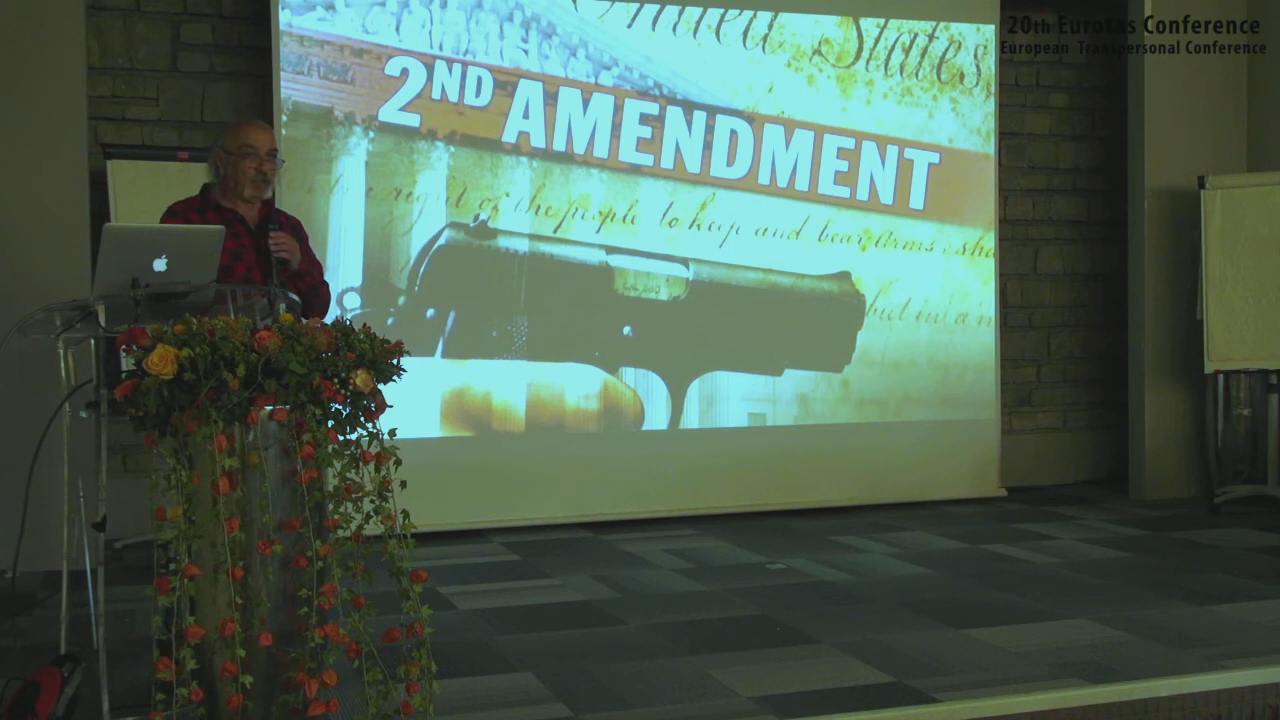 20th Eurotas Conference
European Transpersonal Conference
United States,
2ND AMENDMENT
right of the people to keep and bear Arms, sha
but in a m